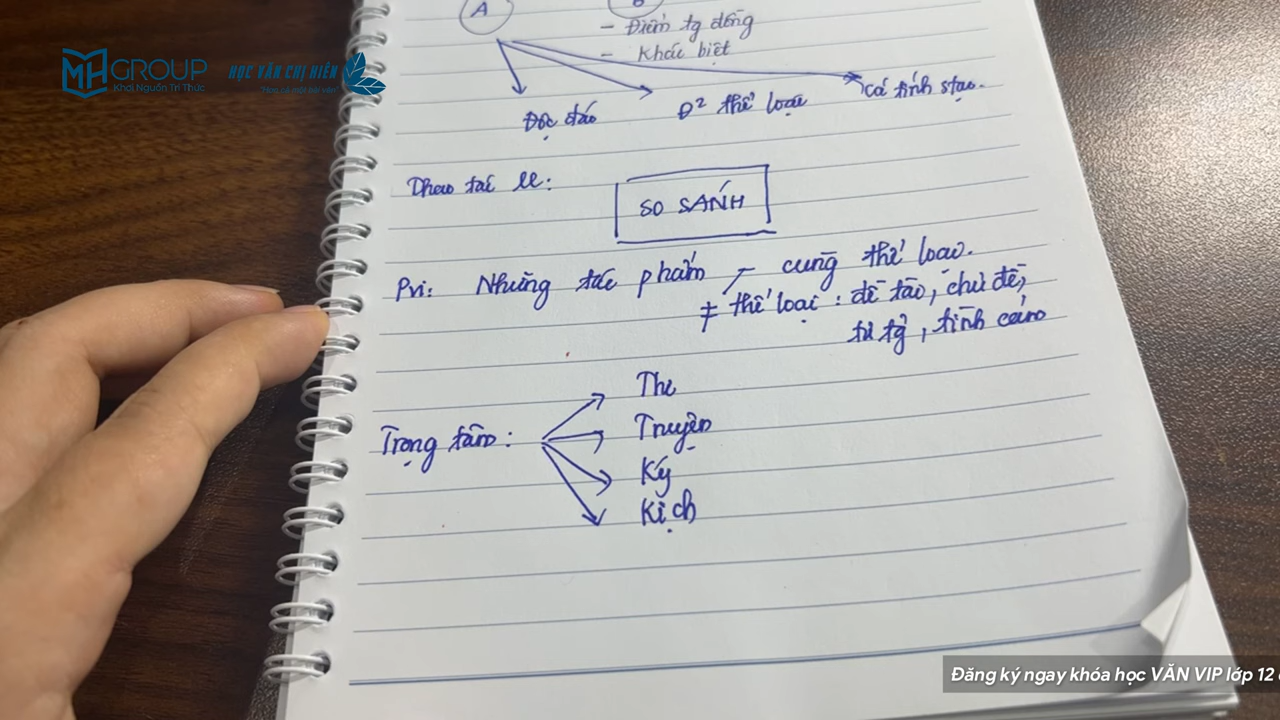 A
B
- Điểm tg đồng
- Khác biệt
MH GROUP
Khơi Nguồn Tri Thức
HỌC VĂN CHỊ HIÊN
Độc đáo
Đ² thể loại
Cá tính stạo.
Thao tác ll:
SO SÁNH
Pvi: Những tác phẩm - cùng thể loại.
≠ thể loại: đề tài, chủ đề,
tư tg, tình cảm
Trọng tâm:
Thơ
Truyện
Ký
Kịch
Đăng ký ngay khóa học VĂN VIP lớp 12